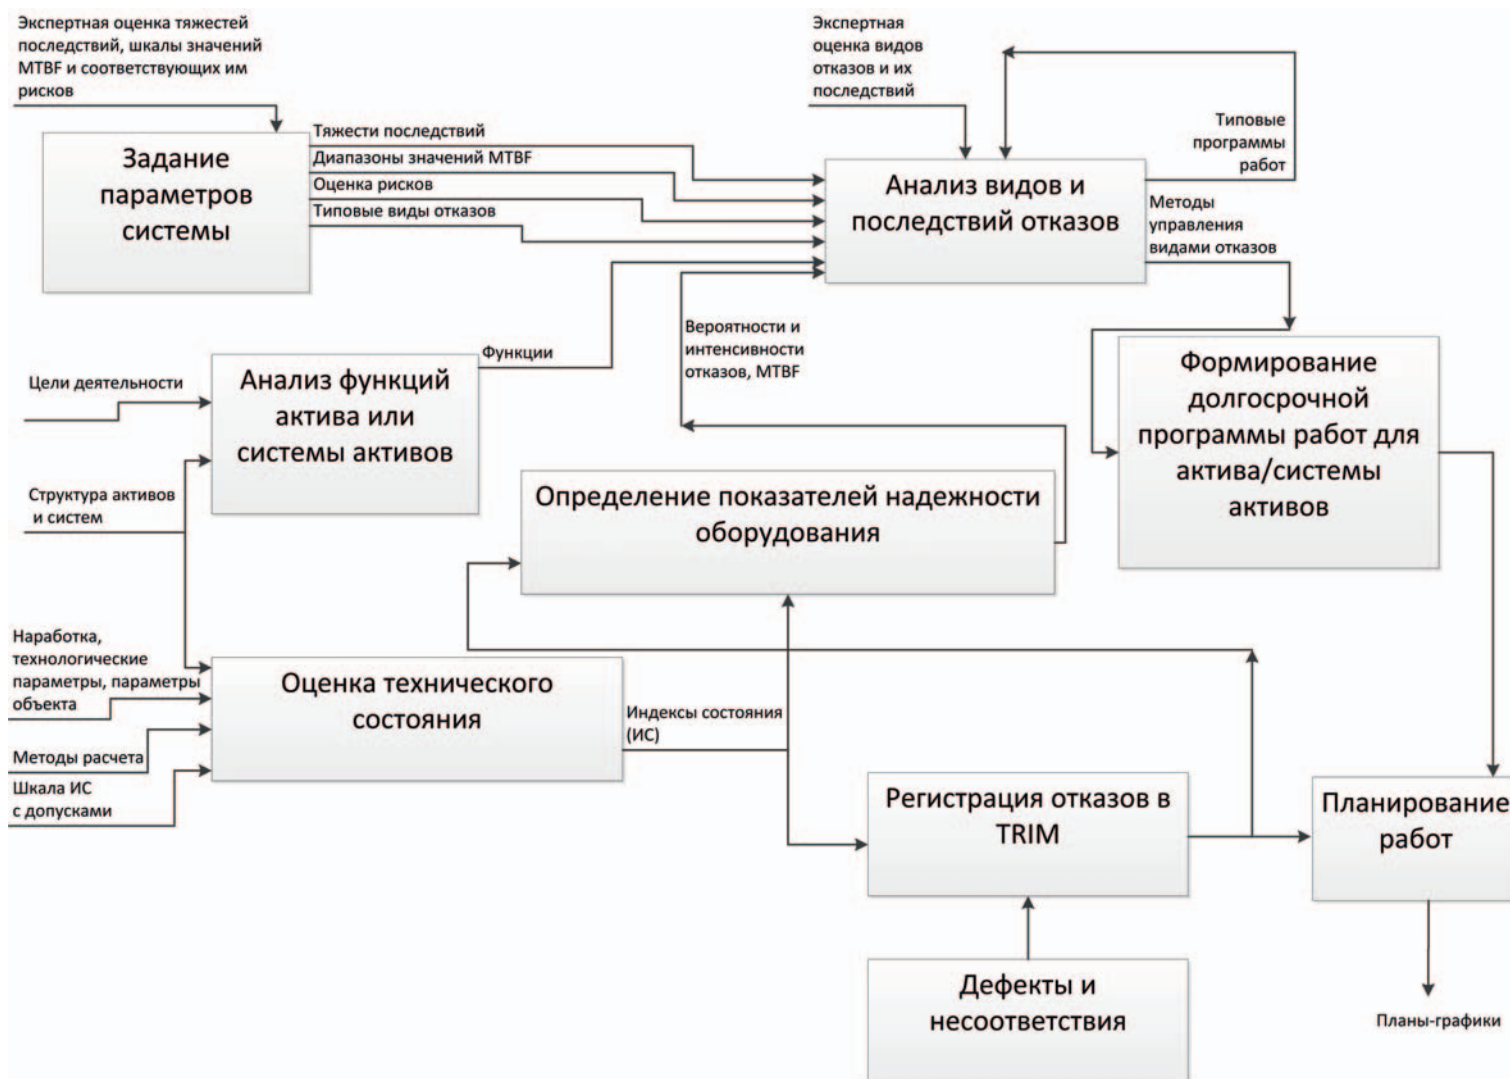 Экспертная оценка тяжестей
последствий, шкалы значений
MTBF и соответствующих им
рисков
Экспертная
оценка видов
отказов и их
последствий
Типовые
программы
работ
Задание
параметров
системы
Тяжести последствий
Диапазоны значений MTBF
Оценка рисков
Типовые виды отказов
Анализ видов и
последствий отказов
Методы
управления
видами отказов
Вероятности и
интенсивности
отказов, MTBF
Цели деятельности
Анализ функций
актива или
системы активов
Функции
Формирование
долгосрочной
программы работ для
актива/системы
активов
Структура активов
и систем
Определение показателей надежности
оборудования
Наработка,
технологические
параметры, параметры
объекта
Методы расчета
Шкала ИС
с допусками
Оценка технического
состояния
Индексы состояния
(ИС)
Регистрация отказов в
TRIM
Планирование
работ
Дефекты и
несоответствия
Планы-графики